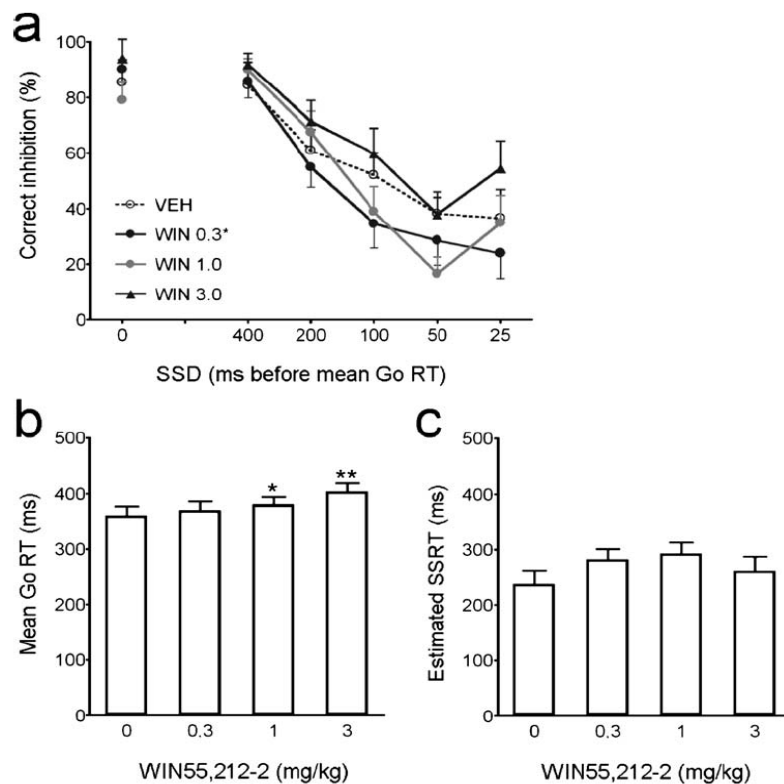 a
100
80
60
40
20
0
Correct inhibition (%)
VEH
WIN 0.3*
WIN 1.0
WIN 3.0
0 400 200 100 50 25
SSD (ms before mean Go RT)
b
500
400
300
200
100
0
Mean Go RT (ms)
* **
0 0.3 1 3
WIN55,212-2 (mg/kg)
c
500
400
300
200
100
0
Estimated SSRT (ms)
0 0.3 1 3
WIN55,212-2 (mg/kg)